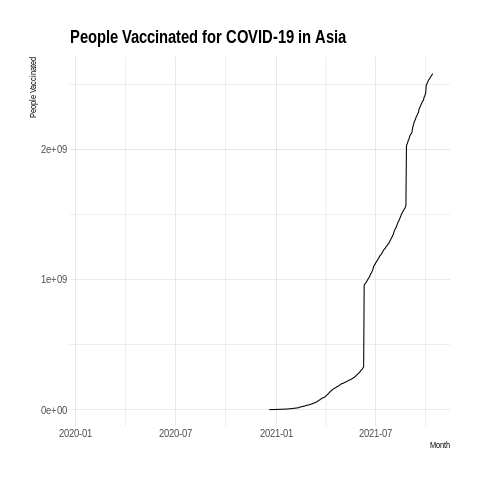 People Vaccinated for COVID-19 in Asia
People Vaccinated
2e+09
1e+09
0e+00
2020-01 2020-07 2021-01 2021-07
Month